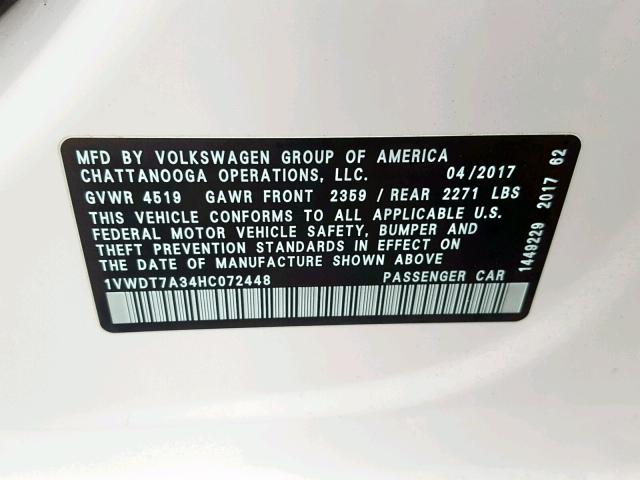 MFD BY VOLKSWAGEN GROUP OF AMERICA
CHATTANOOGA OPERATIONS, LLC. 04/2017
GVWR 4519 GAWR FRONT 2359 / REAR 2271 LBS
THIS VEHICLE CONFORMS TO ALL APPLICABLE U.S.
FEDERAL MOTOR VEHICLE SAFETY, BUMPER AND
THEFT PREVENTION STANDARDS IN EFFECT ON
THE DATE OF MANUFACTURE SHOWN ABOVE
1VWDT7A34HC072448 PASSENGER CAR
1449229 2017 62